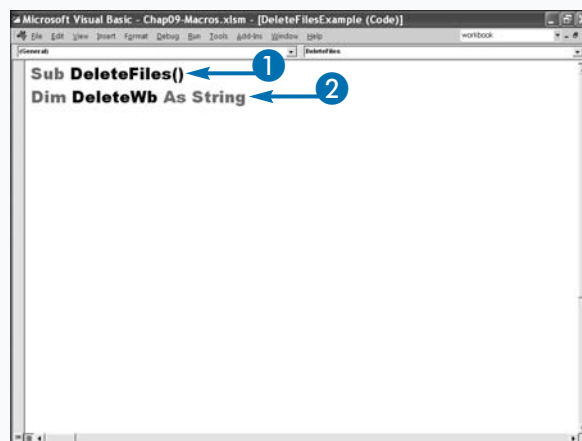 Microsoft Visual Basic - Chap09-Macros.xlsm - [DeleteFilesExample (Code)]
File Edit View Insert Format Debug Run Tools Add-Ins Window Help workbook
(General) DeleteFiles
Sub DeleteFiles() 1
Dim DeleteWb As String 2